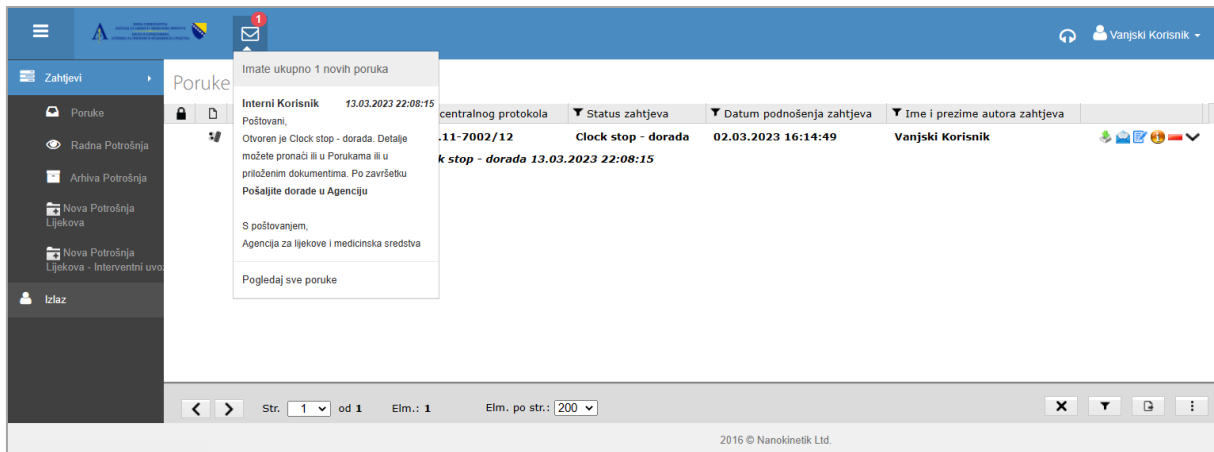 1
Vanjski Korisnik
Zahtjevi
Poruke
Radna Potrošnja
Arhiva Potrošnja
Nova Potrošnja
Lijekova
Nova Potrošnja
Lijekova - Interventni uvoz
Izlaz
Poruke
Imate ukupno 1 novih poruka
Interni Korisnik 13.03.2023 22:08:15
Poštovani,
Otvoren je Clock stop - dorada. Detalje
možete pronaći ili u Porukama ili u
priloženim dokumentima. Po završetku
Pošaljite dorade u Agenciju
S poštovanjem,
Agencija za lijekove i medicinska sredstva
Pogledaj sve poruke
centralnog protokola Status zahtjeva Datum podnošenja zahtjeva Ime i prezime autora zahtjeva
.11-7002/12 Clock stop - dorada 02.03.2023 16:14:49 Vanjski Korisnik
k stop - dorada 13.03.2023 22:08:15
Str. 1 od 1 Elm.: 1 Elm. po str.: 200
2016 © Nanokinetik Ltd.